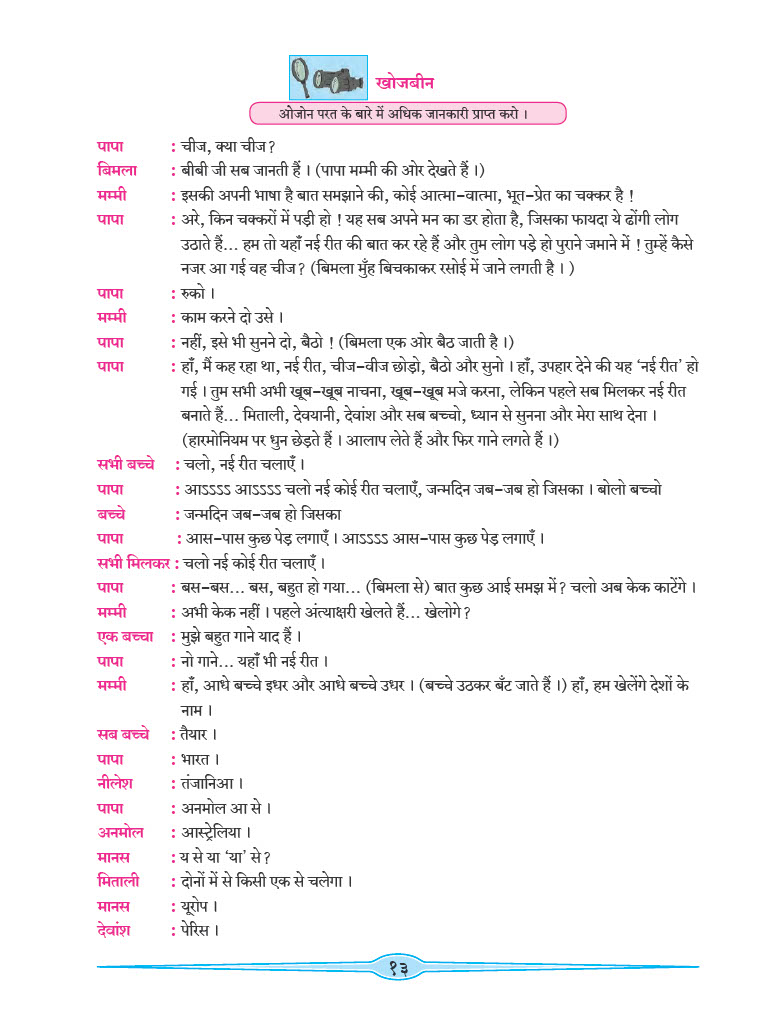 खोजबीन
ओजोन परत के बारे में अधिक जानकारी प्राप्त करो ।
पापा : चीज, क्या चीज?
बिमला : बीबी जी सब जानती हैं । (पापा मम्मी की ओर देखते हैं ।)
मम्मी : इसकी अपनी भाषा है बात समझाने की, कोई आत्मा-वात्मा, भूत-प्रेत का चक्कर है !
पापा : अरे, किन चक्करों में पड़ी हो ! यह सब अपने मन का डर होता है, जिसका फायदा ये ढोंगी लोग
उठाते हैं... हम तो यहाँ नई रीत की बात कर रहे हैं और तुम लोग पड़े हो पुराने जमाने में ! तुम्हें कैसे
नजर आ गई वह चीज? (बिमला मुँह बिचकाकर रसोई में जाने लगती है । )
पापा : रुको ।
मम्मी : काम करने दो उसे ।
पापा : नहीं, इसे भी सुनने दो, बैठो ! (बिमला एक ओर बैठ जाती है ।)
पापा : हाँ, मैं कह रहा था, नई रीत, चीज-वीज छोड़ो, बैठो और सुनो । हाँ, उपहार देने की यह ‘नई रीत’ हो
गई । तुम सभी अभी खूब-खूब नाचना, खूब-खूब मजे करना, लेकिन पहले सब मिलकर नई रीत
बनाते हैं... मिताली, देवयानी, देवांश और सब बच्चो, ध्यान से सुनना और मेरा साथ देना ।
(हारमोनियम पर धुन छेड़ते हैं । आलाप लेते हैं और फिर गाने लगते हैं ।)
सभी बच्चे : चलो, नई रीत चलाएँ ।
पापा : आऽऽऽऽ आऽऽऽऽ चलो नई कोई रीत चलाएँ, जन्मदिन जब-जब हो जिसका । बोलो बच्चो
बच्चे : जन्मदिन जब-जब हो जिसका
पापा : आस-पास कुछ पेड़ लगाएँ । आऽऽऽऽ आस-पास कुछ पेड़ लगाएँ ।
सभी मिलकर : चलो नई कोई रीत चलाएँ ।
पापा : बस-बस... बस, बहुत हो गया... (बिमला से) बात कुछ आई समझ में? चलो अब केक काटेंगे ।
मम्मी : अभी केक नहीं । पहले अंत्याक्षरी खेलते हैं... खेलोगे?
एक बच्चा : मुझे बहुत गाने याद हैं ।
पापा : नो गाने... यहाँ भी नई रीत ।
मम्मी : हाँ, आधे बच्चे इधर और आधे बच्चे उधर । (बच्चे उठकर बँट जाते हैं ।) हाँ, हम खेलेंगे देशों के
नाम ।
सब बच्चे : तैयार ।
पापा : भारत ।
नीलेश : तंजानिआ ।
पापा : अनमोल आ से ।
अनमोल : आस्ट्रेलिया ।
मानस : य से या ‘या’ से?
मिताली : दोनों में से किसी एक से चलेगा ।
मानस : यूरोप ।
देवांश : पेरिस ।
१३